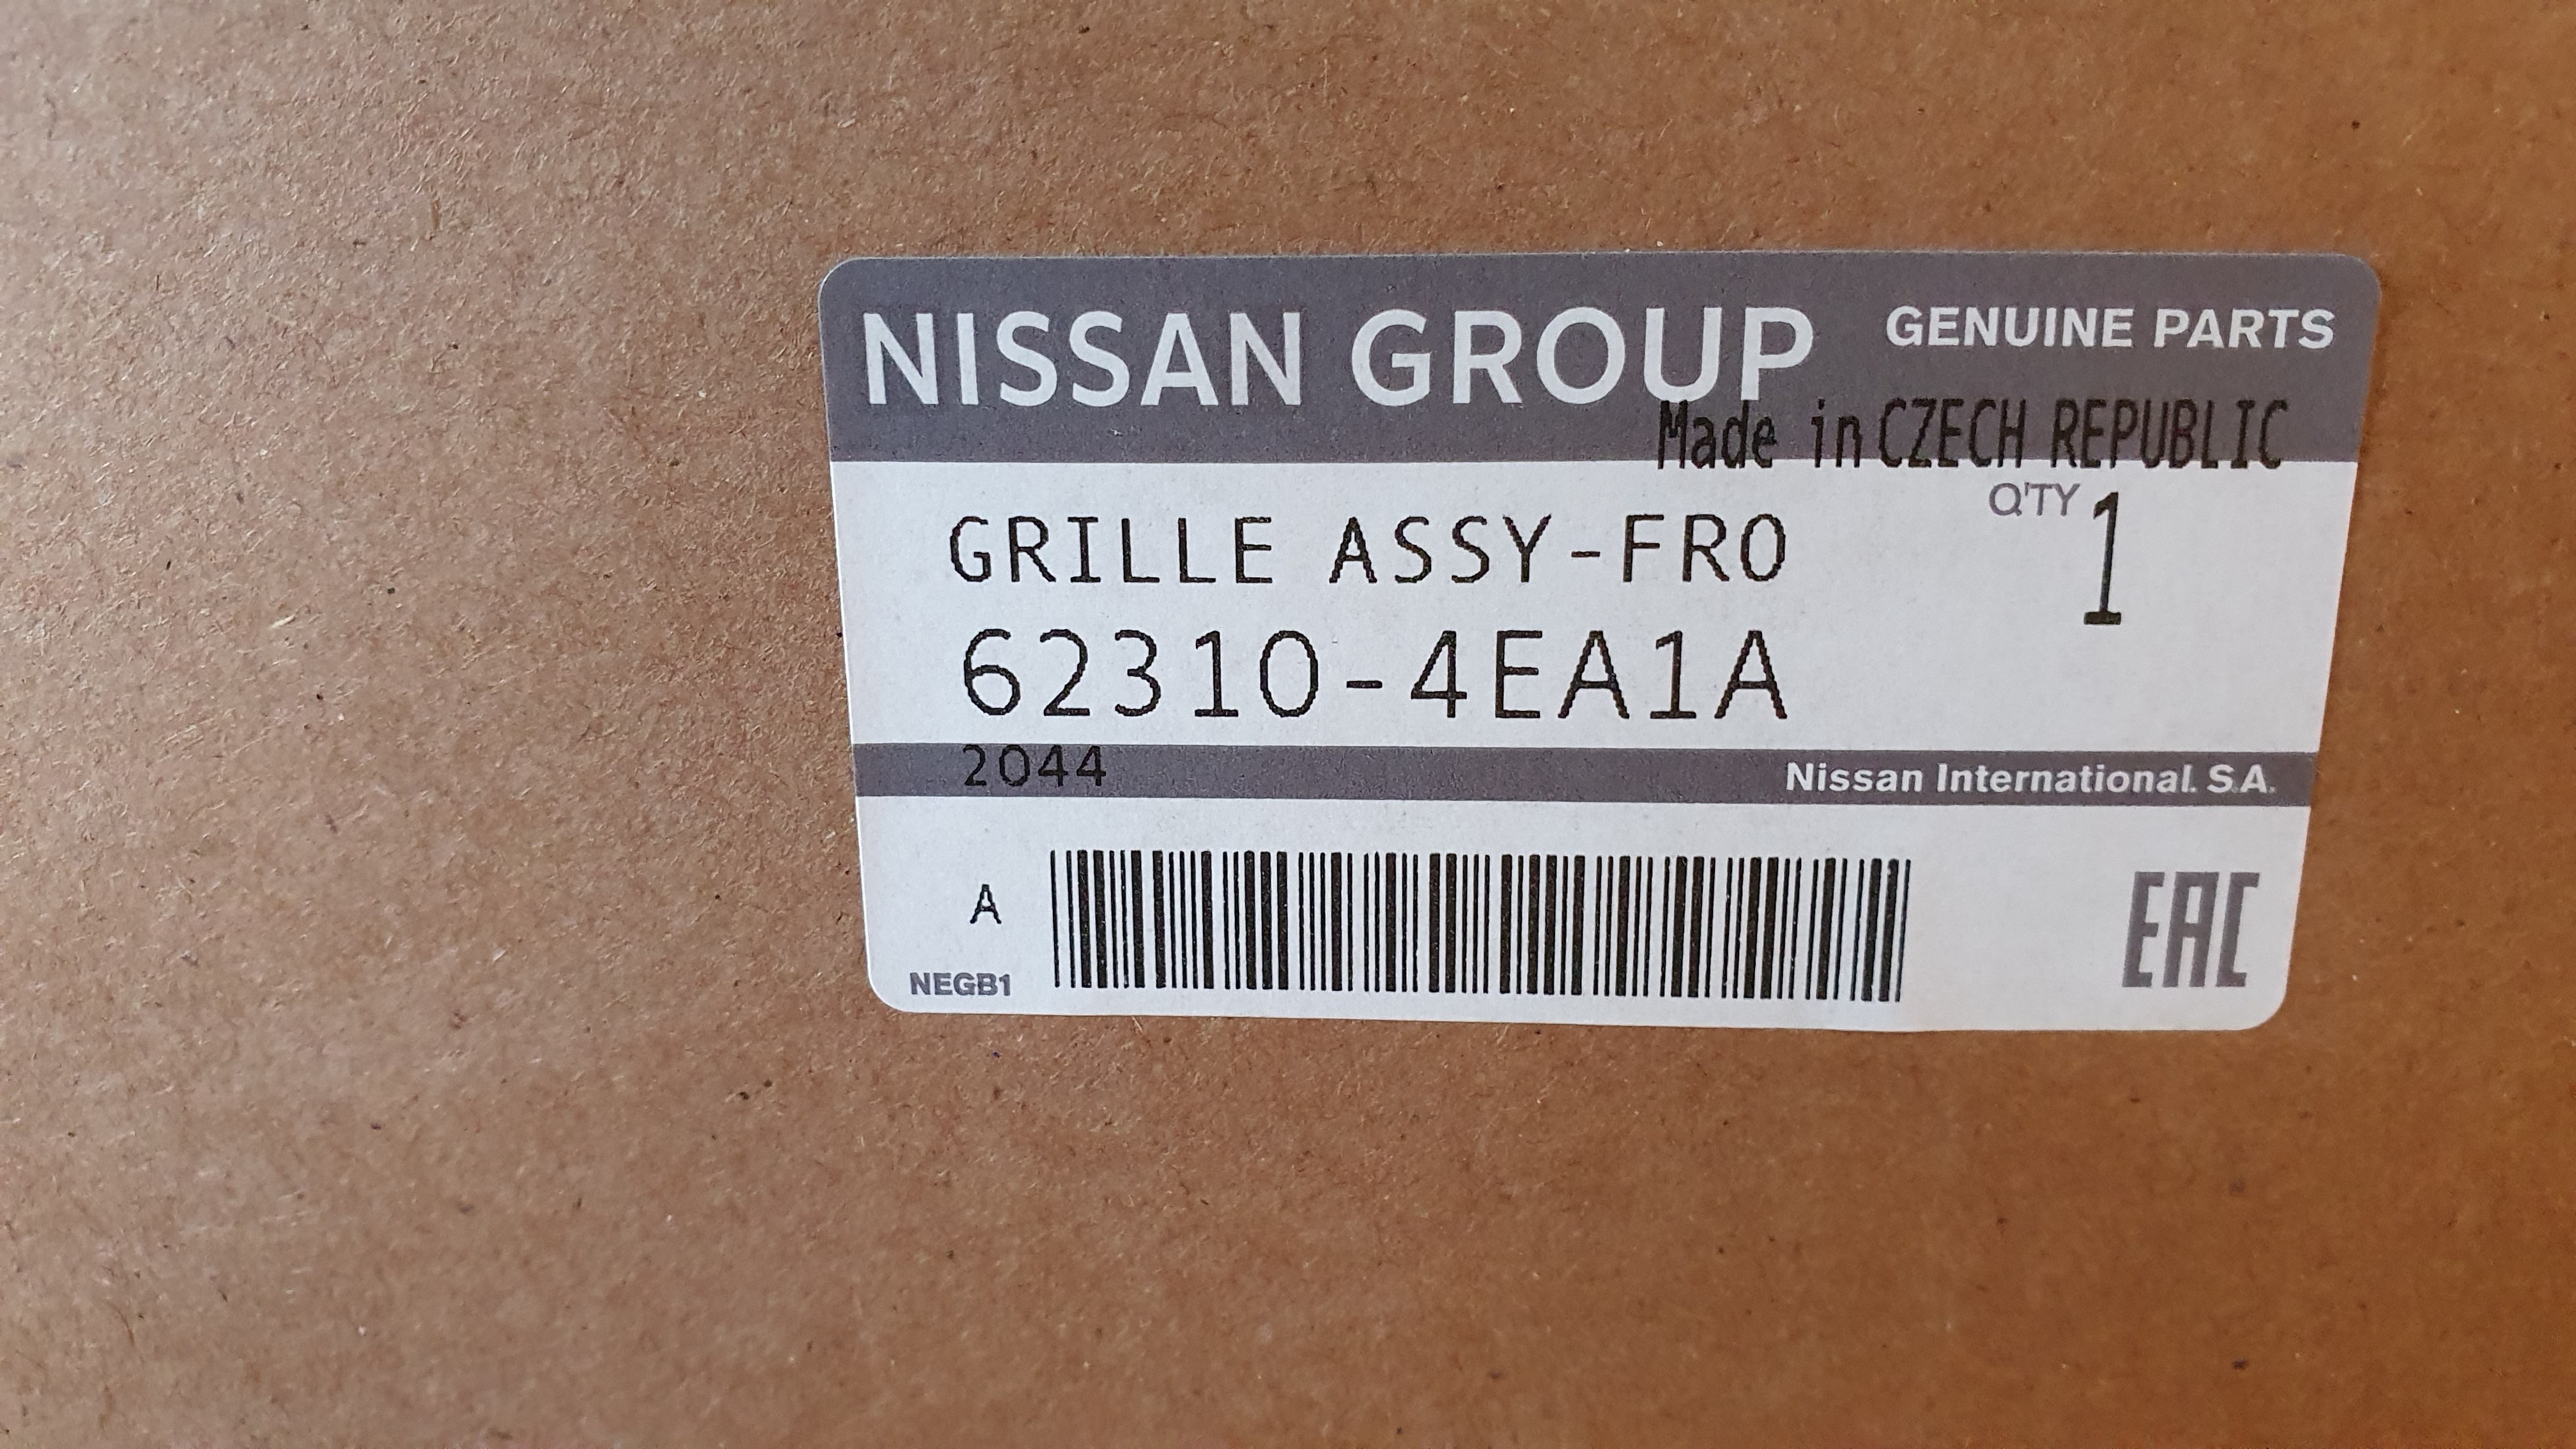 NISSAN GROUP GENUINE PARTS
Made in CZECH REPUBLIC
Q'TY 1
GRILLE ASSY-FRO
62310-4EA1A
2044
Nissan International. S.A.
A
NEGB1
EAC